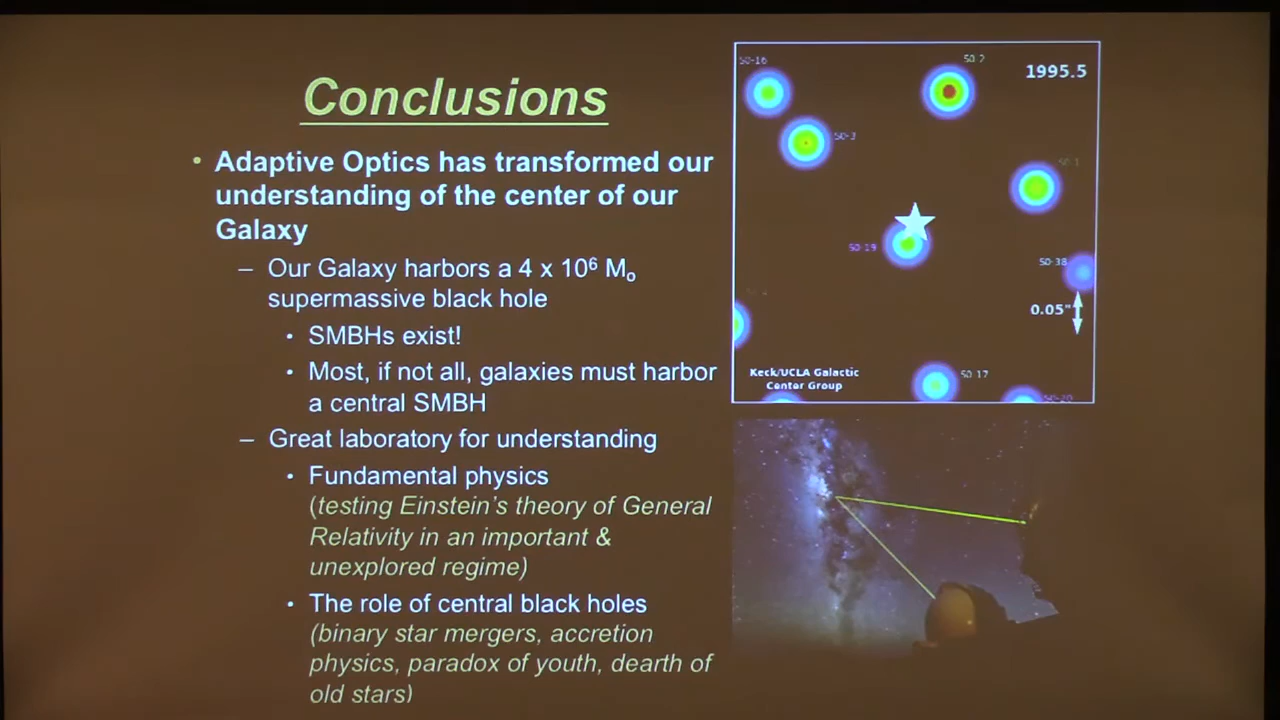 Conclusions
• Adaptive Optics has transformed our
understanding of the center of our
Galaxy
– Our Galaxy harbors a 4 x 10⁶ Mₒ
supermassive black hole
• SMBHs exist!
• Most, if not all, galaxies must harbor
a central SMBH
– Great laboratory for understanding
• Fundamental physics
(testing Einstein's theory of General
Relativity in an important &
unexplored regime)
• The role of central black holes
(binary star mergers, accretion
physics, paradox of youth, dearth of
old stars)
S0-16
S0-2
1995.5
S0-3
S0-1
S0-19
S0-38
0.05"
Keck/UCLA Galactic
Center Group
S0-17
S0-20